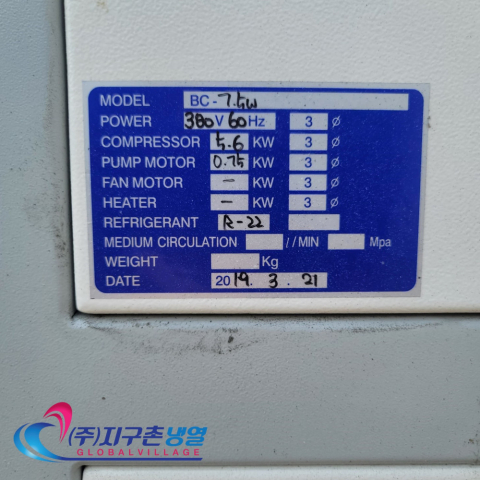 MODEL BC-7.5W
POWER 380V 60Hz 3 ø
COMPRESSOR 5.6 KW 3 ø
PUMP MOTOR 0.75 KW 3 ø
FAN MOTOR - KW 3 ø
HEATER - KW 3 ø
REFRIGERANT R-22
MEDIUM CIRCULATION l/MIN Mpa
WEIGHT Kg
DATE 2019. 3. 21
(주)지구촌냉열
GLOBALVILLAGE